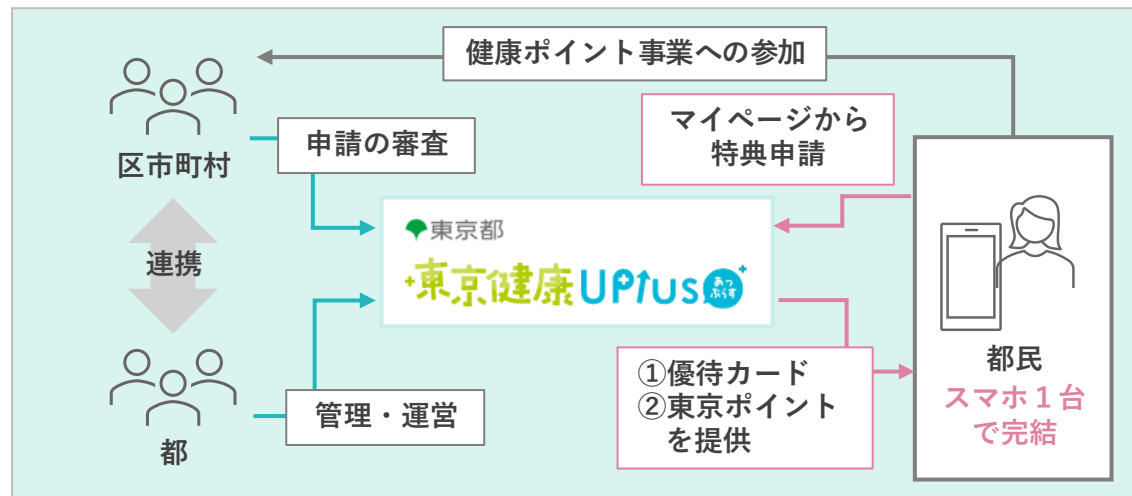 健康ポイント事業への参加
区市町村
申請の審査
マイページから
特典申請
連携
東京都
東京健康UPlus
あっ
ぷらす
①優待カード
②東京ポイント
を提供
都
管理・運営
都民
スマホ１台
で完結